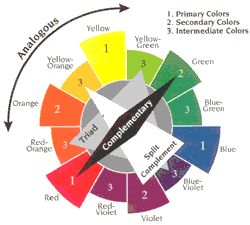 Analogous
1. Primary Colors
2. Secondary Colors
3. Intermediate Colors
Yellow
Yellow-
Orange
Yellow-
Green
Orange
Green
Red-
Orange
Blue-
Green
Red
Blue
Red-
Violet
Violet
Blue-
Violet
1
3
3
2
2
3
3
1
1
3
2
3
Complementary
Triad
Split
Complement